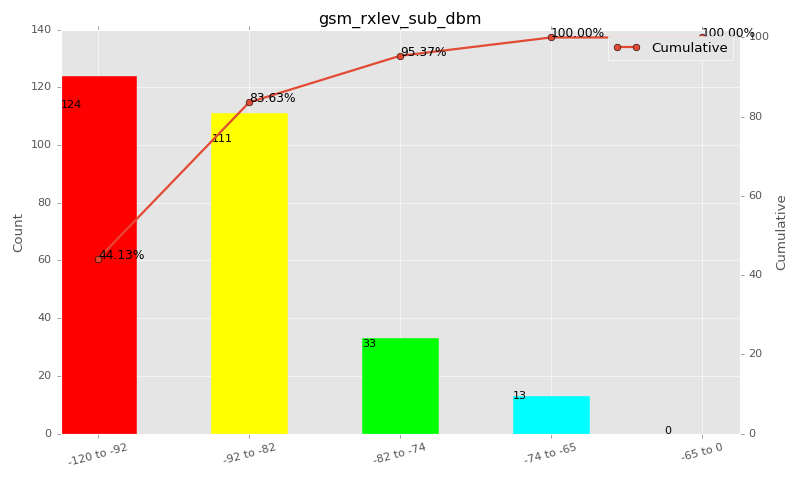 gsm_rxlev_sub_dbm
140
120
100
80
60
40
20
0
Count
100
80
60
40
20
0
Cumulative
Cumulative
124
111
33
13
0
44.13%
83.63%
95.37%
100.00%
100.00%
-120 to -92
-92 to -82
-82 to -74
-74 to -65
-65 to 0